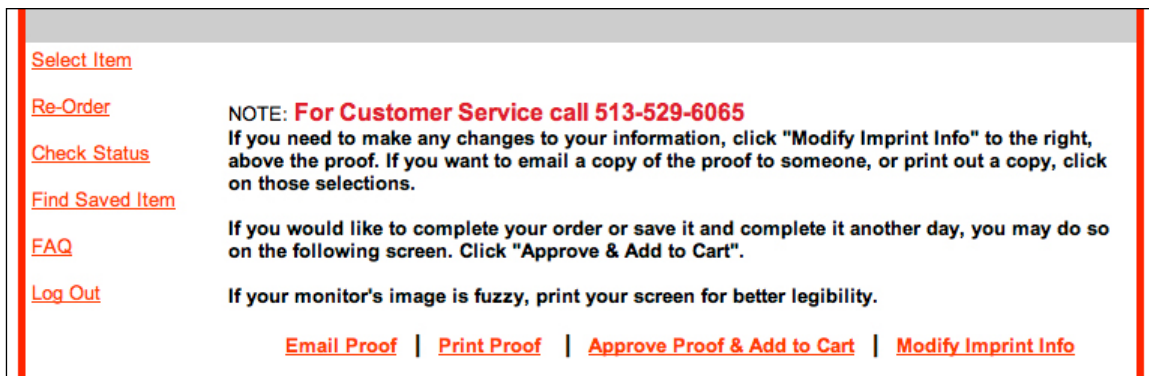 Select Item
Re-Order
Check Status
Find Saved Item
FAQ
Log Out
NOTE: For Customer Service call 513-529-6065
If you need to make any changes to your information, click "Modify Imprint Info" to the right,
above the proof. If you want to email a copy of the proof to someone, or print out a copy, click
on those selections.
If you would like to complete your order or save it and complete it another day, you may do so
on the following screen. Click "Approve & Add to Cart".
If your monitor's image is fuzzy, print your screen for better legibility.
Email Proof | Print Proof | Approve Proof & Add to Cart | Modify Imprint Info